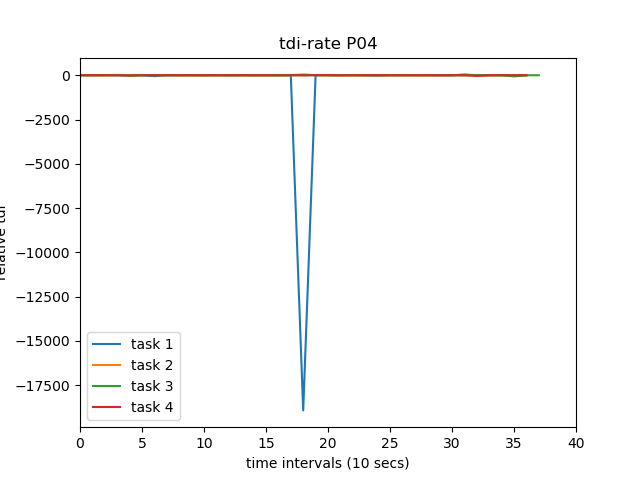 tdi-rate P04
0
−2500
−5000
−7500
−10000
−12500
−15000
−17500
relative tdi
task 1
task 2
task 3
task 4
0 5 10 15 20 25 30 35 40
time intervals (10 secs)